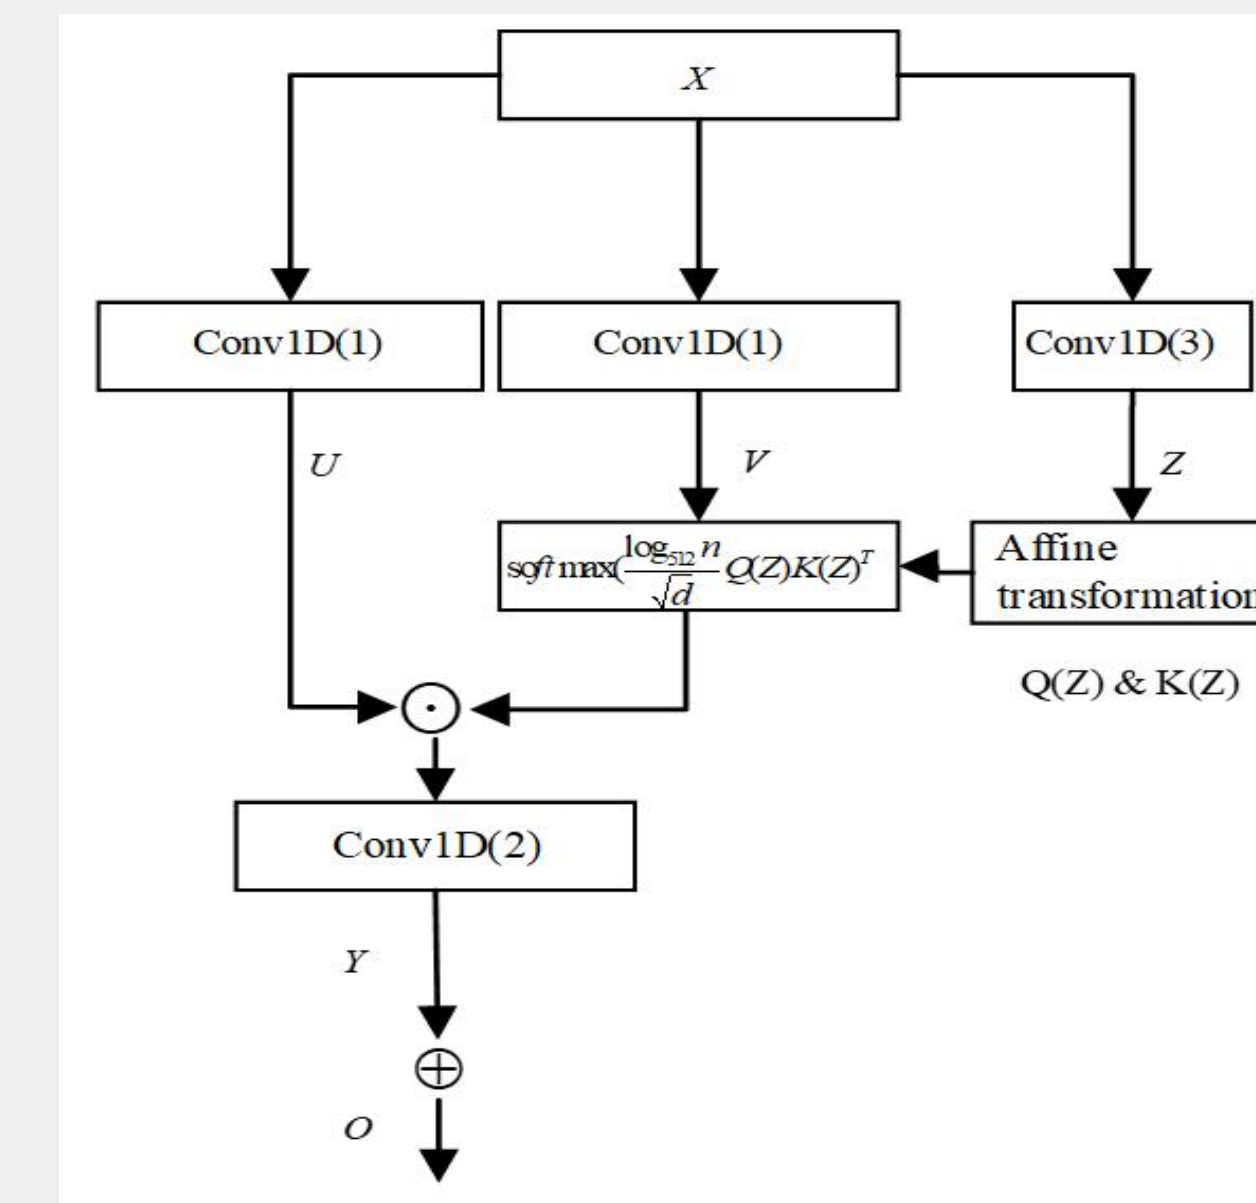 X
Conv1D(1)
Conv1D(1)
Conv1D(3)
U
V
Z
softmax(log₅₁₂ n / √d Q(Z)K(Z)ᵀ
Affine
transformation
Q(Z) & K(Z)
Conv1D(2)
Y
O